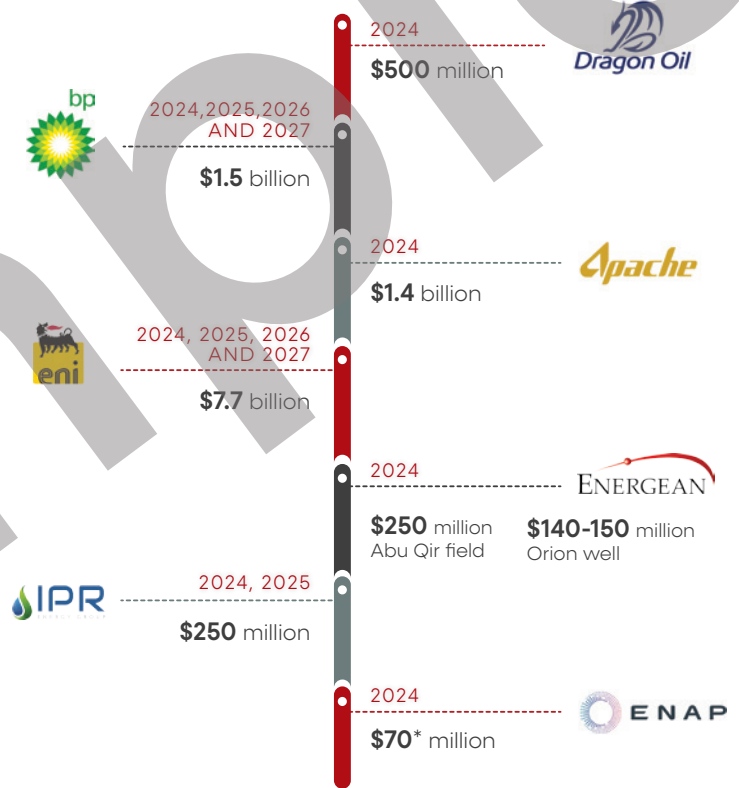 2024
$500 million
Dragon Oil
bp
2024,2025,2026
AND 2027
$1.5 billion
2024
$1.4 billion
Apache
eni
2024, 2025, 2026
AND 2027
$7.7 billion
2024
ENERGEAN
$250 million
Abu Qir field
$140-150 million
Orion well
IPR
2024, 2025
$250 million
2024
$70* million
ENAP